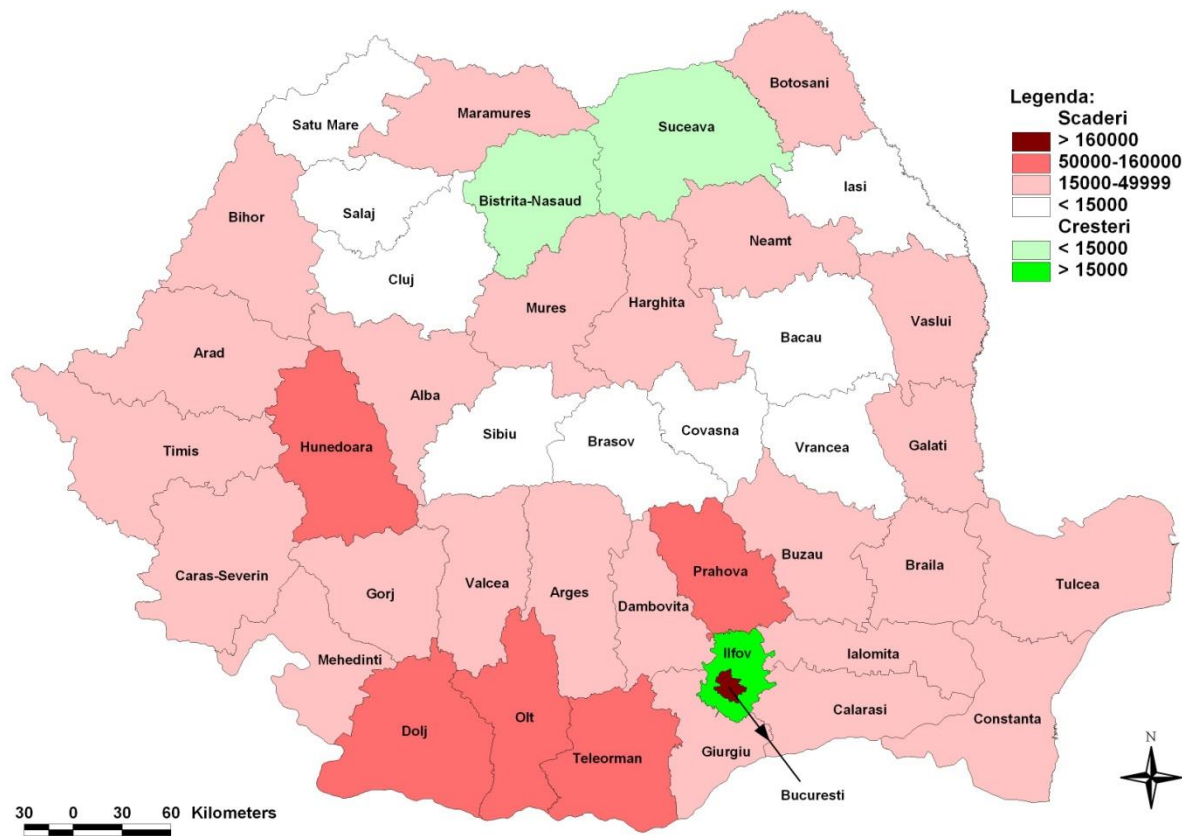 Botosani
Legenda:
Scaderi
> 160000
50000-160000
15000-49999
< 15000
Cresteri
< 15000
> 15000
Satu Mare
Maramures
Suceava
Iasi
Bistrita-Nasaud
Salaj
Bihor
Neamt
Cluj
Mures
Harghita
Vaslui
Bacau
Arad
Alba
Sibiu
Brasov
Covasna
Vrancea
Galati
Timis
Hunedoara
Prahova
Buzau
Braila
Tulcea
Caras-Severin
Gorj
Valcea
Arges
Dambovita
Ilfov
Ialomita
Mehedinti
Calarasi
Constanta
Dolj
Olt
Teleorman
Giurgiu
N
Bucuresti
30 0 30 60 Kilometers